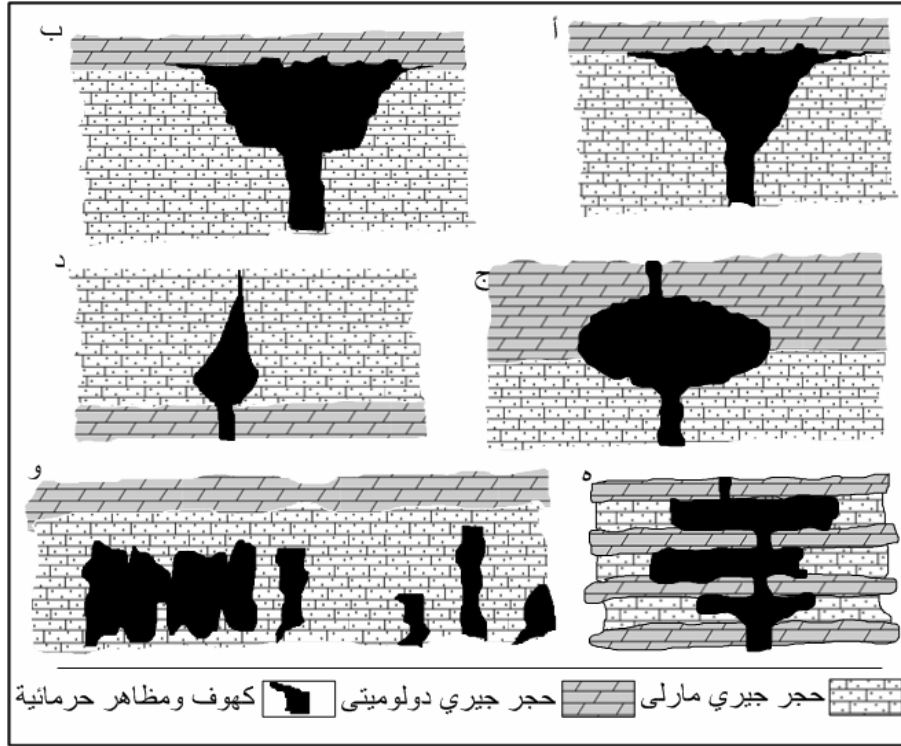 أ
ب
ج
د
ه
و
حجر جيري مارلى
حجر جيري دولوميتى
كهوف ومظاهر حرمائية